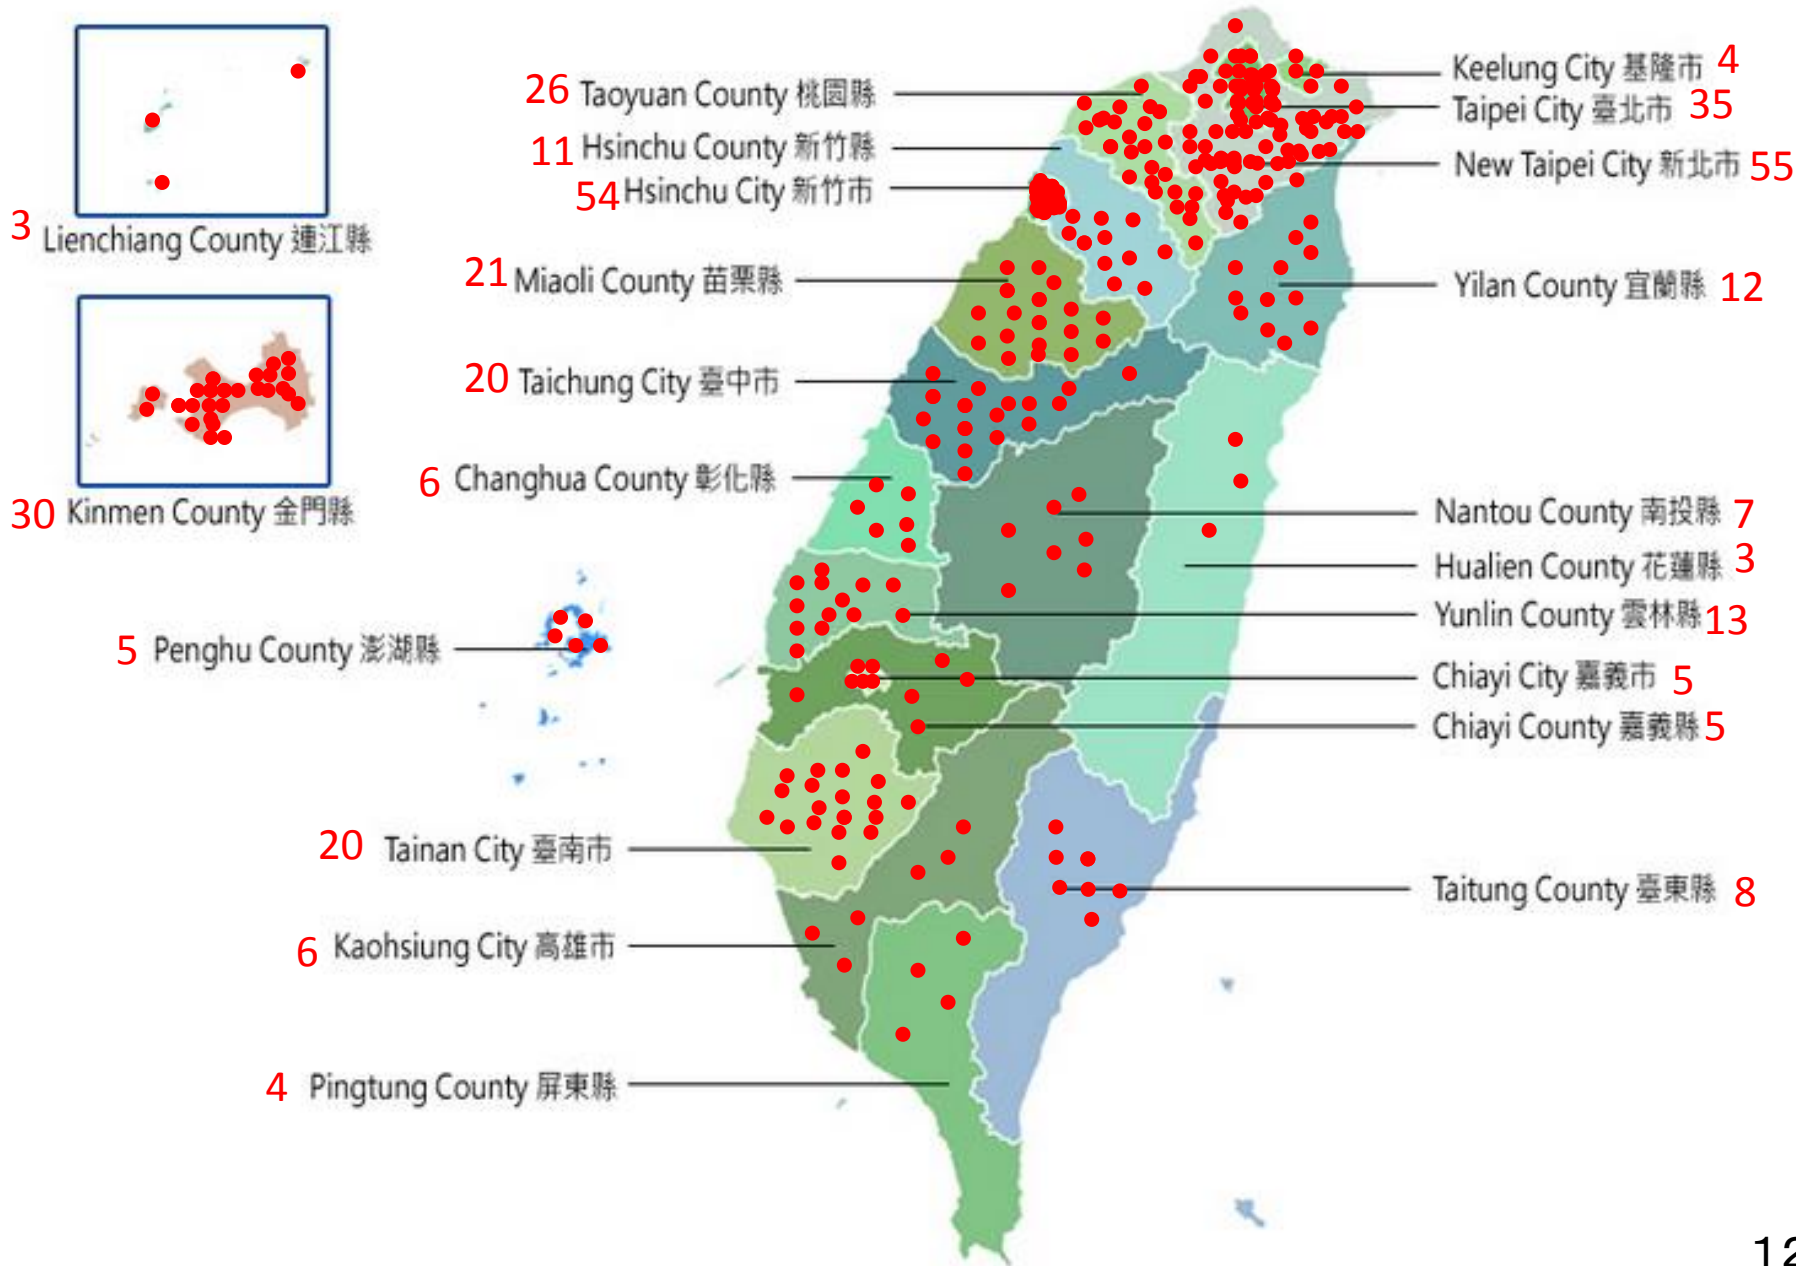 3 Lienchiang County 連江縣
30 Kinmen County 金門縣
5 Penghu County 澎湖縣
26 Taoyuan County 桃園縣
11 Hsinchu County 新竹縣
54 Hsinchu City 新竹市
21 Miaoli County 苗栗縣
20 Taichung City 臺中市
6 Changhua County 彰化縣
20 Tainan City 臺南市
6 Kaohsiung City 高雄市
4 Pingtung County 屏東縣
Keelung City 基隆市 4
Taipei City 臺北市 35
New Taipei City 新北市 55
Yilan County 宜蘭縣 12
Nantou County 南投縣 7
Hualien County 花蓮縣 3
Yunlin County 雲林縣 13
Chiayi City 嘉義市 5
Chiayi County 嘉義縣 5
Taitung County 臺東縣 8
12